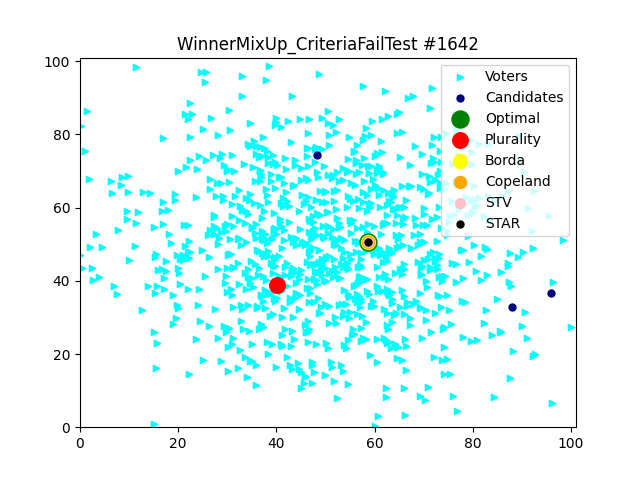 WinnerMixUp_CriteriaFailTest #1642
100
80
60
40
20
0
0 20 40 60 80 100
Voters
Candidates
Optimal
Plurality
Borda
Copeland
STV
STAR